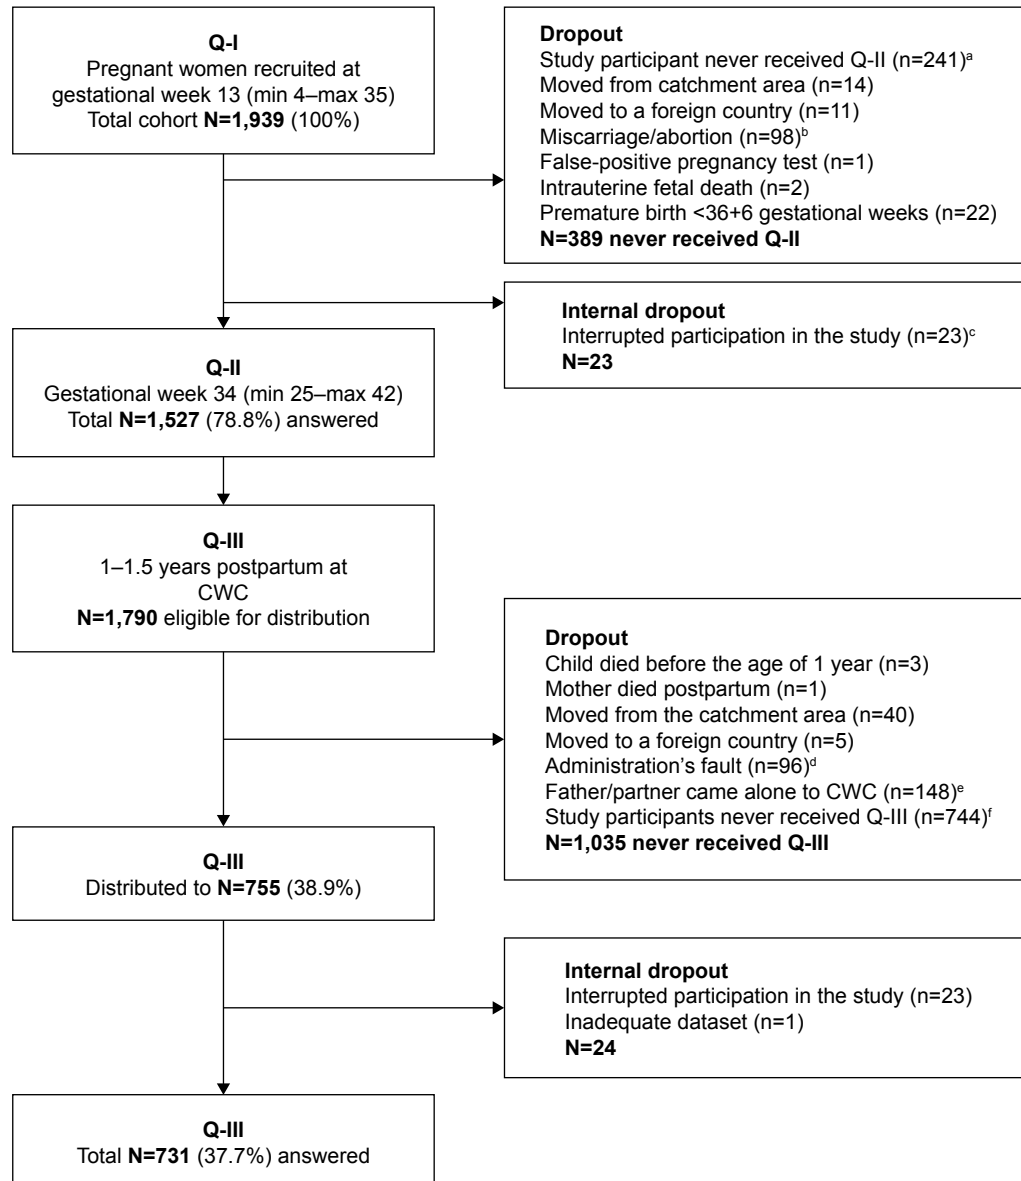 Q-I
Pregnant women recruited at
gestational week 13 (min 4–max 35)
Total cohort N=1,939 (100%)
Dropout
Study participant never received Q-II (n=241)a
Moved from catchment area (n=14)
Moved to a foreign country (n=11)
Miscarriage/abortion (n=98)b
False-positive pregnancy test (n=1)
Intrauterine fetal death (n=2)
Premature birth <36+6 gestational weeks (n=22)
N=389 never received Q-II
Internal dropout
Interrupted participation in the study (n=23)c
N=23
Q-II
Gestational week 34 (min 25–max 42)
Total N=1,527 (78.8%) answered
Q-III
1–1.5 years postpartum at
CWC
N=1,790 eligible for distribution
Dropout
Child died before the age of 1 year (n=3)
Mother died postpartum (n=1)
Moved from the catchment area (n=40)
Moved to a foreign country (n=5)
Administration's fault (n=96)d
Father/partner came alone to CWC (n=148)e
Study participants never received Q-III (n=744)f
N=1,035 never received Q-III
Q-III
Distributed to N=755 (38.9%)
Internal dropout
Interrupted participation in the study (n=23)
Inadequate dataset (n=1)
N=24
Q-III
Total N=731 (37.7%) answered